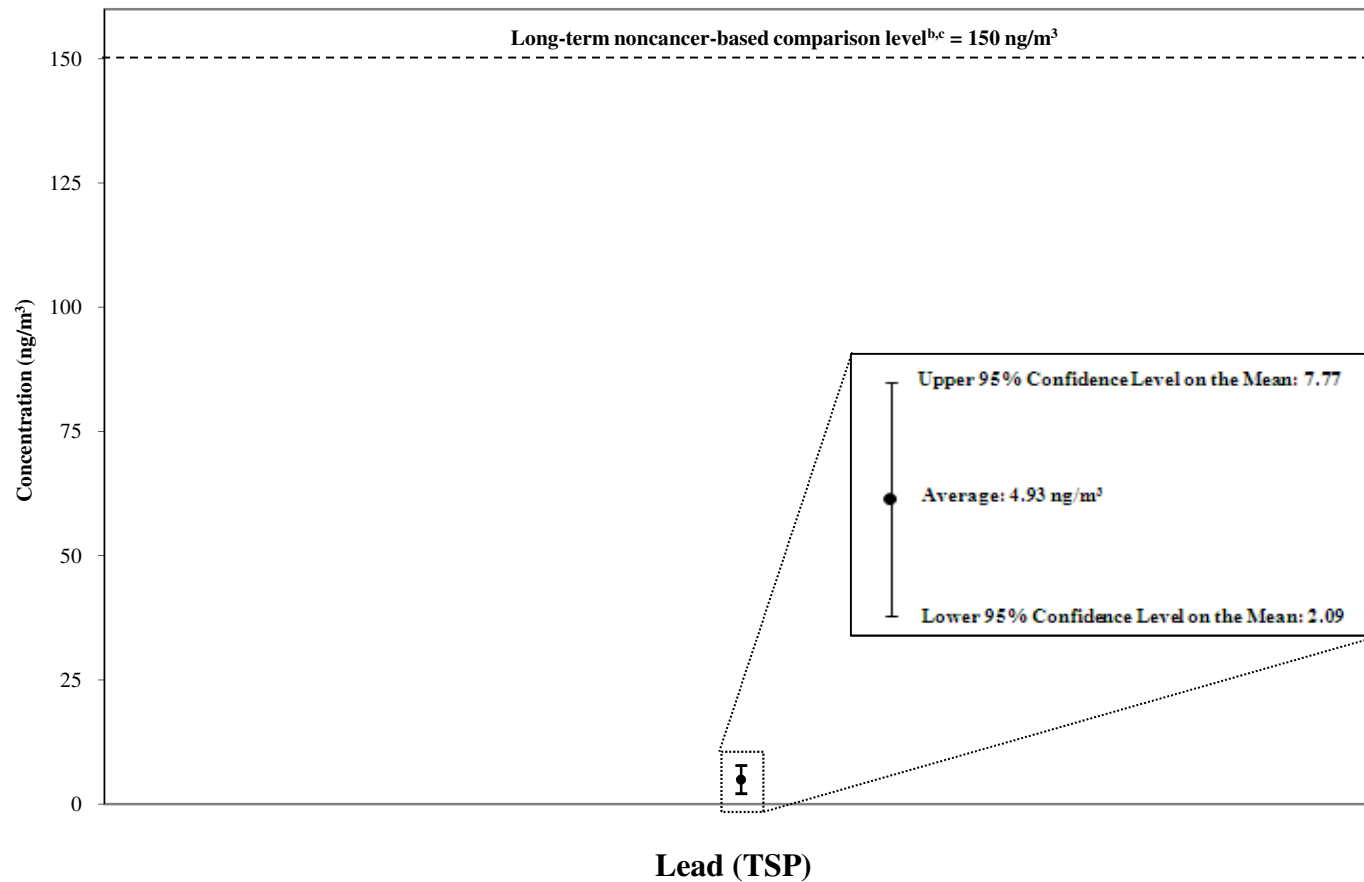 Long-term noncancer-based comparison levelᵇ,ᶜ = 150 ng/m³
150
125
100
75
50
25
0
Concentration (ng/m³)
Upper 95% Confidence Level on the Mean: 7.77
Average: 4.93 ng/m³
Lower 95% Confidence Level on the Mean: 2.09
Lead (TSP)